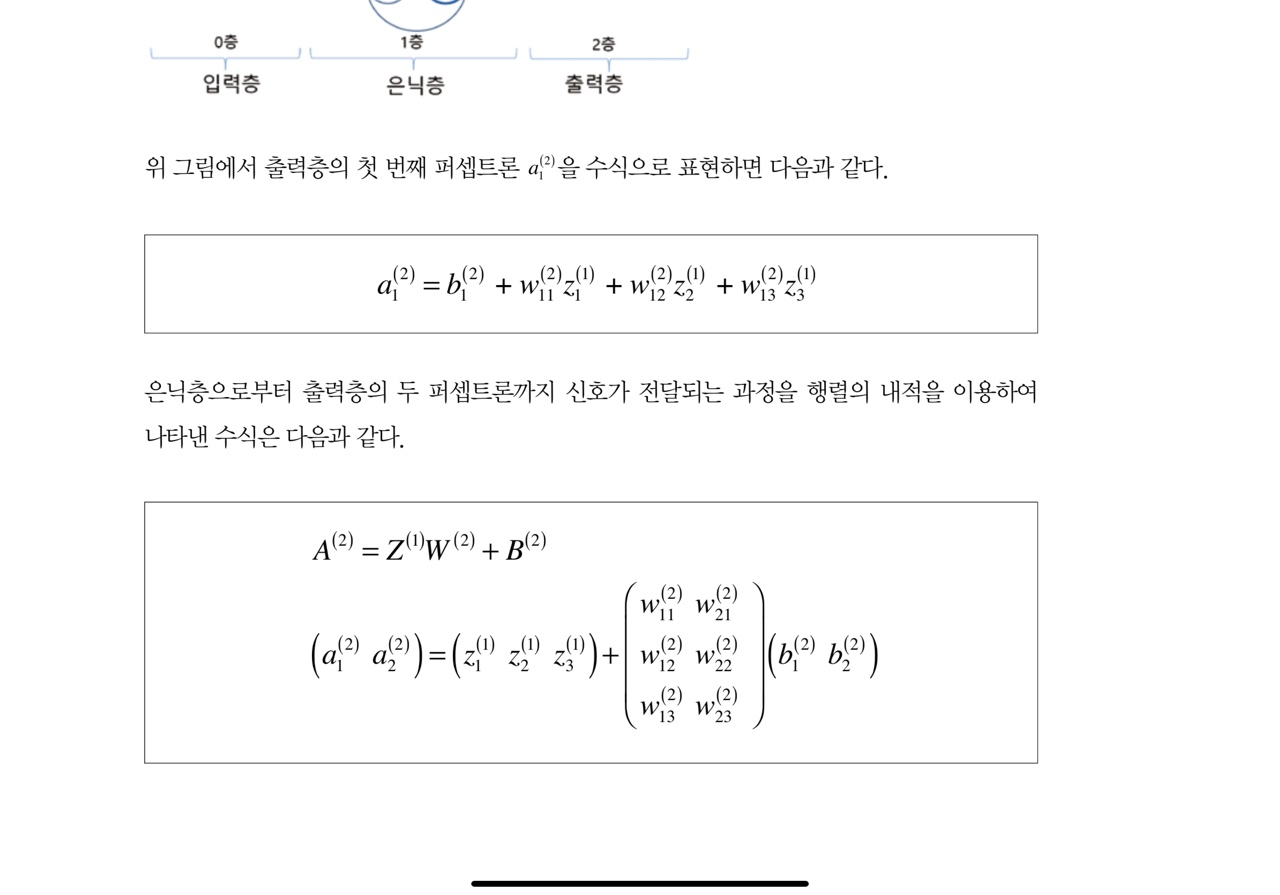 0층 1층 2층
입력층 은닉층 출력층
위 그림에서 출력층의 첫 번째 퍼셉트론 a₁⁽²⁾을 수식으로 표현하면 다음과 같다.
a₁⁽²⁾ = b₁⁽²⁾ + w₁₁⁽²⁾z₁⁽¹⁾ + w₁₂⁽²⁾z₂⁽¹⁾ + w₁₃⁽²⁾z₃⁽¹⁾
은닉층으로부터 출력층의 두 퍼셉트론까지 신호가 전달되는 과정을 행렬의 내적을 이용하여
나타낸 수식은 다음과 같다.
A⁽²⁾ = Z⁽¹⁾W⁽²⁾ + B⁽²⁾
w₁₁⁽²⁾ w₂₁⁽²⁾
(a₁⁽²⁾ a₂⁽²⁾) = (z₁⁽¹⁾ z₂⁽¹⁾ z₃⁽¹⁾) + ( w₁₂⁽²⁾ w₂₂⁽²⁾ ) (b₁⁽²⁾ b₂⁽²⁾)
w₁₃⁽²⁾ w₂₃⁽²⁾